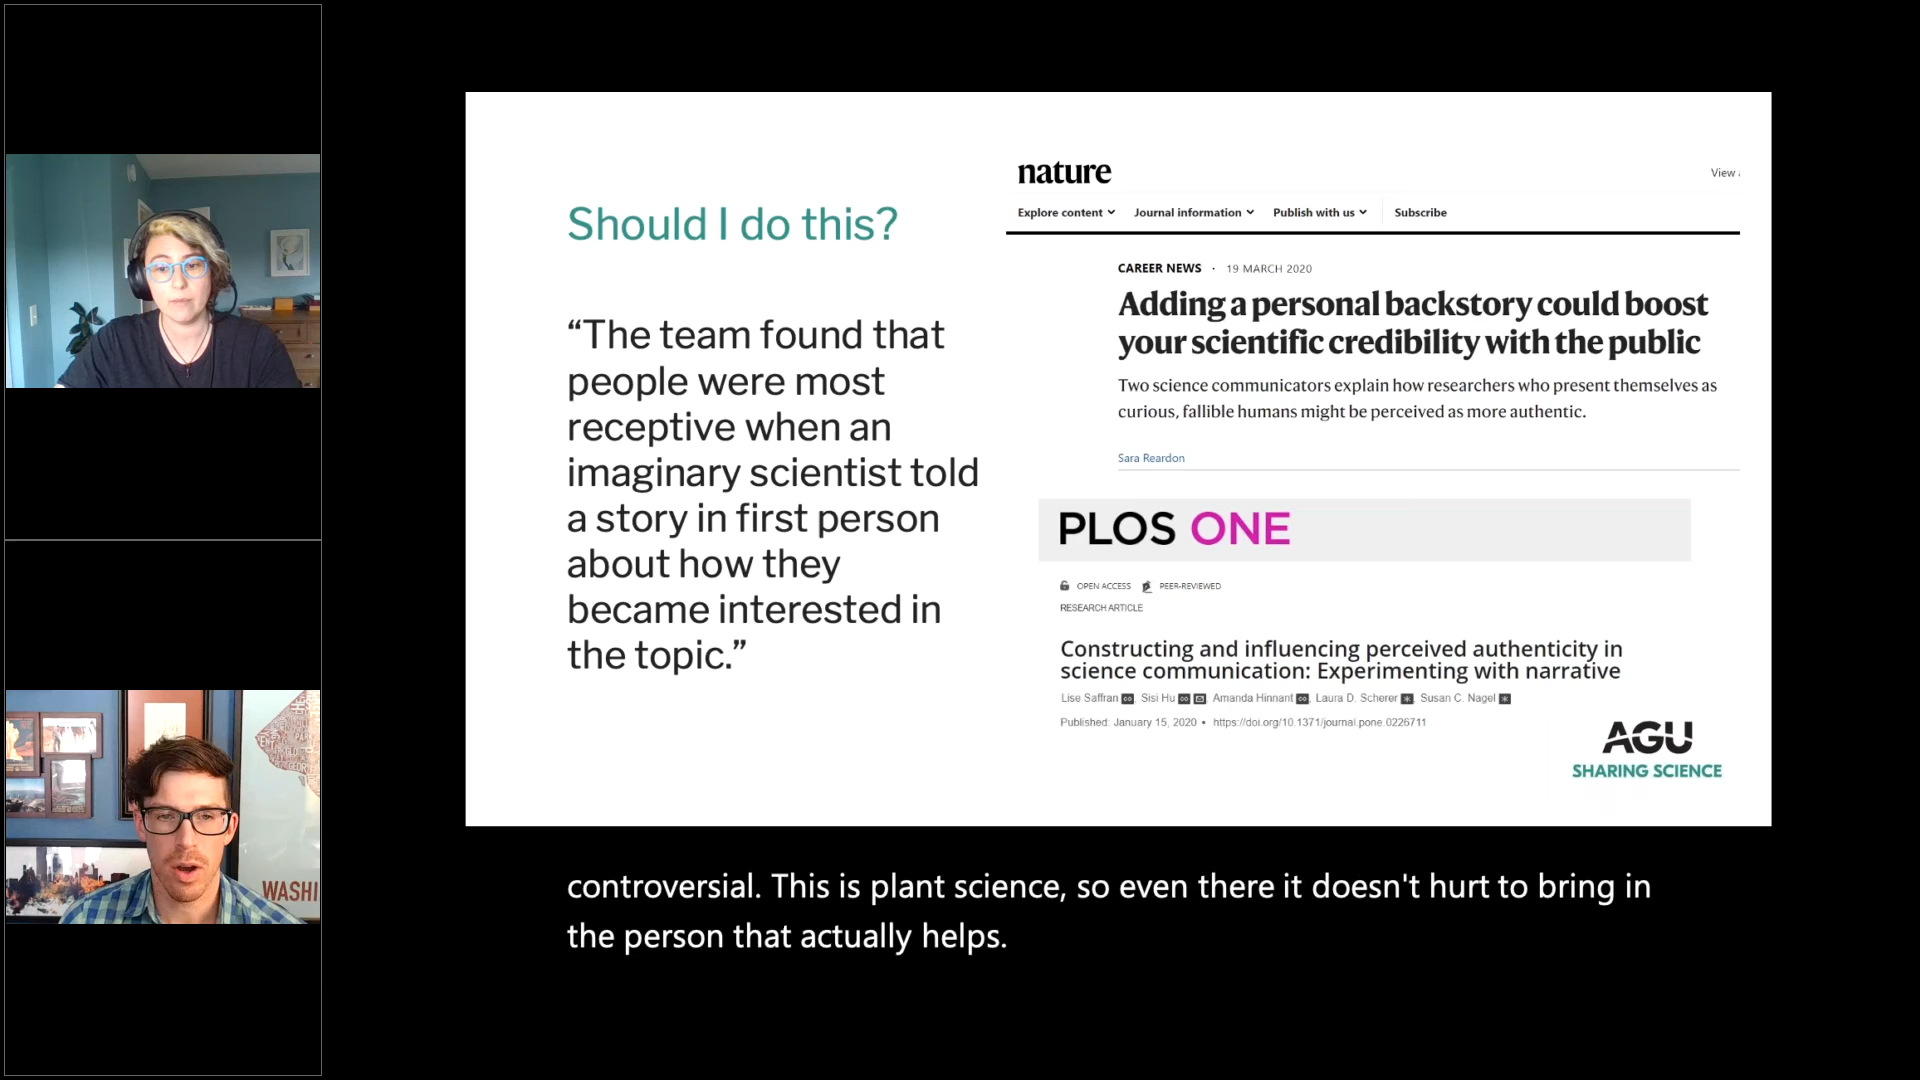 Should I do this?
“The team found that
people were most
receptive when an
imaginary scientist told
a story in first person
about how they
became interested in
the topic.”
nature
View
Explore content Journal information Publish with us Subscribe
CAREER NEWS · 19 MARCH 2020
Adding a personal backstory could boost
your scientific credibility with the public
Two science communicators explain how researchers who present themselves as
curious, fallible humans might be perceived as more authentic.
Sara Reardon
PLOS ONE
OPEN ACCESS PEER-REVIEWED
RESEARCH ARTICLE
Constructing and influencing perceived authenticity in
science communication: Experimenting with narrative
Lise Saffran, Sisi Hu, Amanda Hinnant, Laura D. Scherer, Susan C. Nagel
Published: January 15, 2020 • https://doi.org/10.1371/journal.pone.0226711
AGU
SHARING SCIENCE
WASHI
controversial. This is plant science, so even there it doesn't hurt to bring in
the person that actually helps.